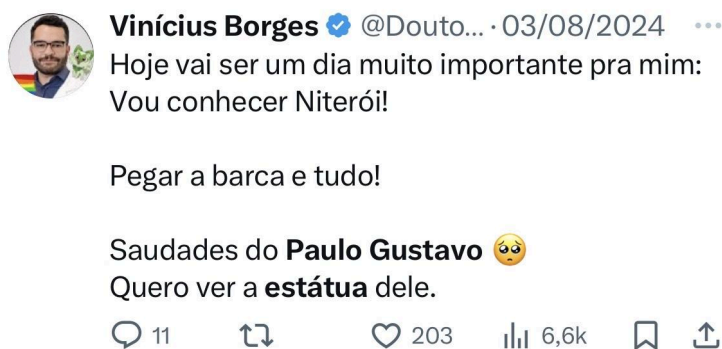 Vinícius Borges @Douto... · 03/08/2024
Hoje vai ser um dia muito importante pra mim:
Vou conhecer Niterói!
Pegar a barca e tudo!
Saudades do Paulo Gustavo 🥺
Quero ver a estátua dele.
11 203 6,6k